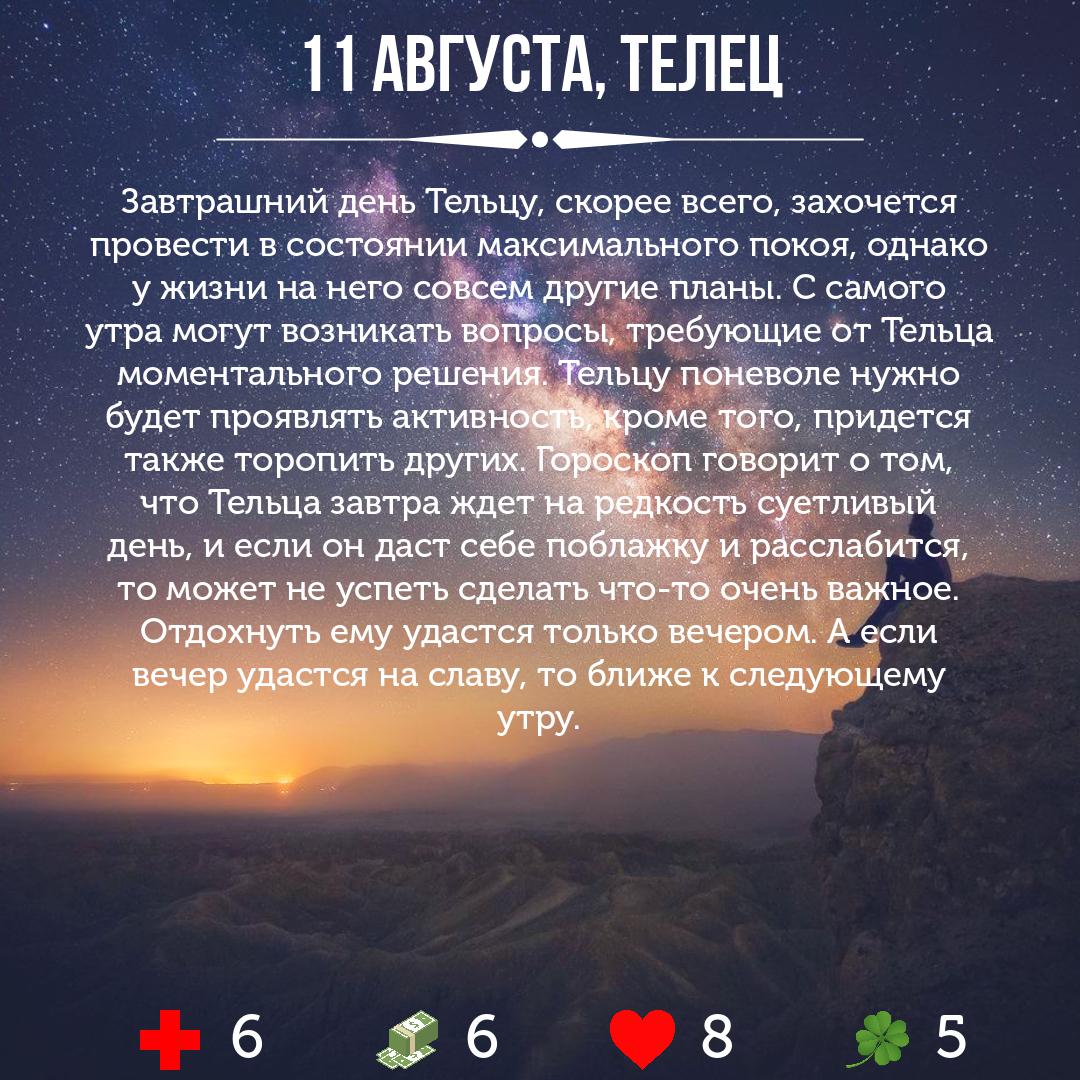 11 АВГУСТА, ТЕЛЕЦ
Завтрашний день Тельцу, скорее всего, захочется
провести в состоянии максимального покоя, однако
у жизни на него совсем другие планы. С самого
утра могут возникать вопросы, требующие от Тельца
моментального решения. Тельцу поневоле нужно
будет проявлять активность, кроме того, придется
также торопить других. Гороскоп говорит о том,
что Тельца завтра ждет на редкость суетливый
день, и если он даст себе поблажку и расслабится,
то может не успеть сделать что-то очень важное.
Отдохнуть ему удастся только вечером. А если
вечер удастся на славу, то ближе к следующему
утру.
6 6 8 5